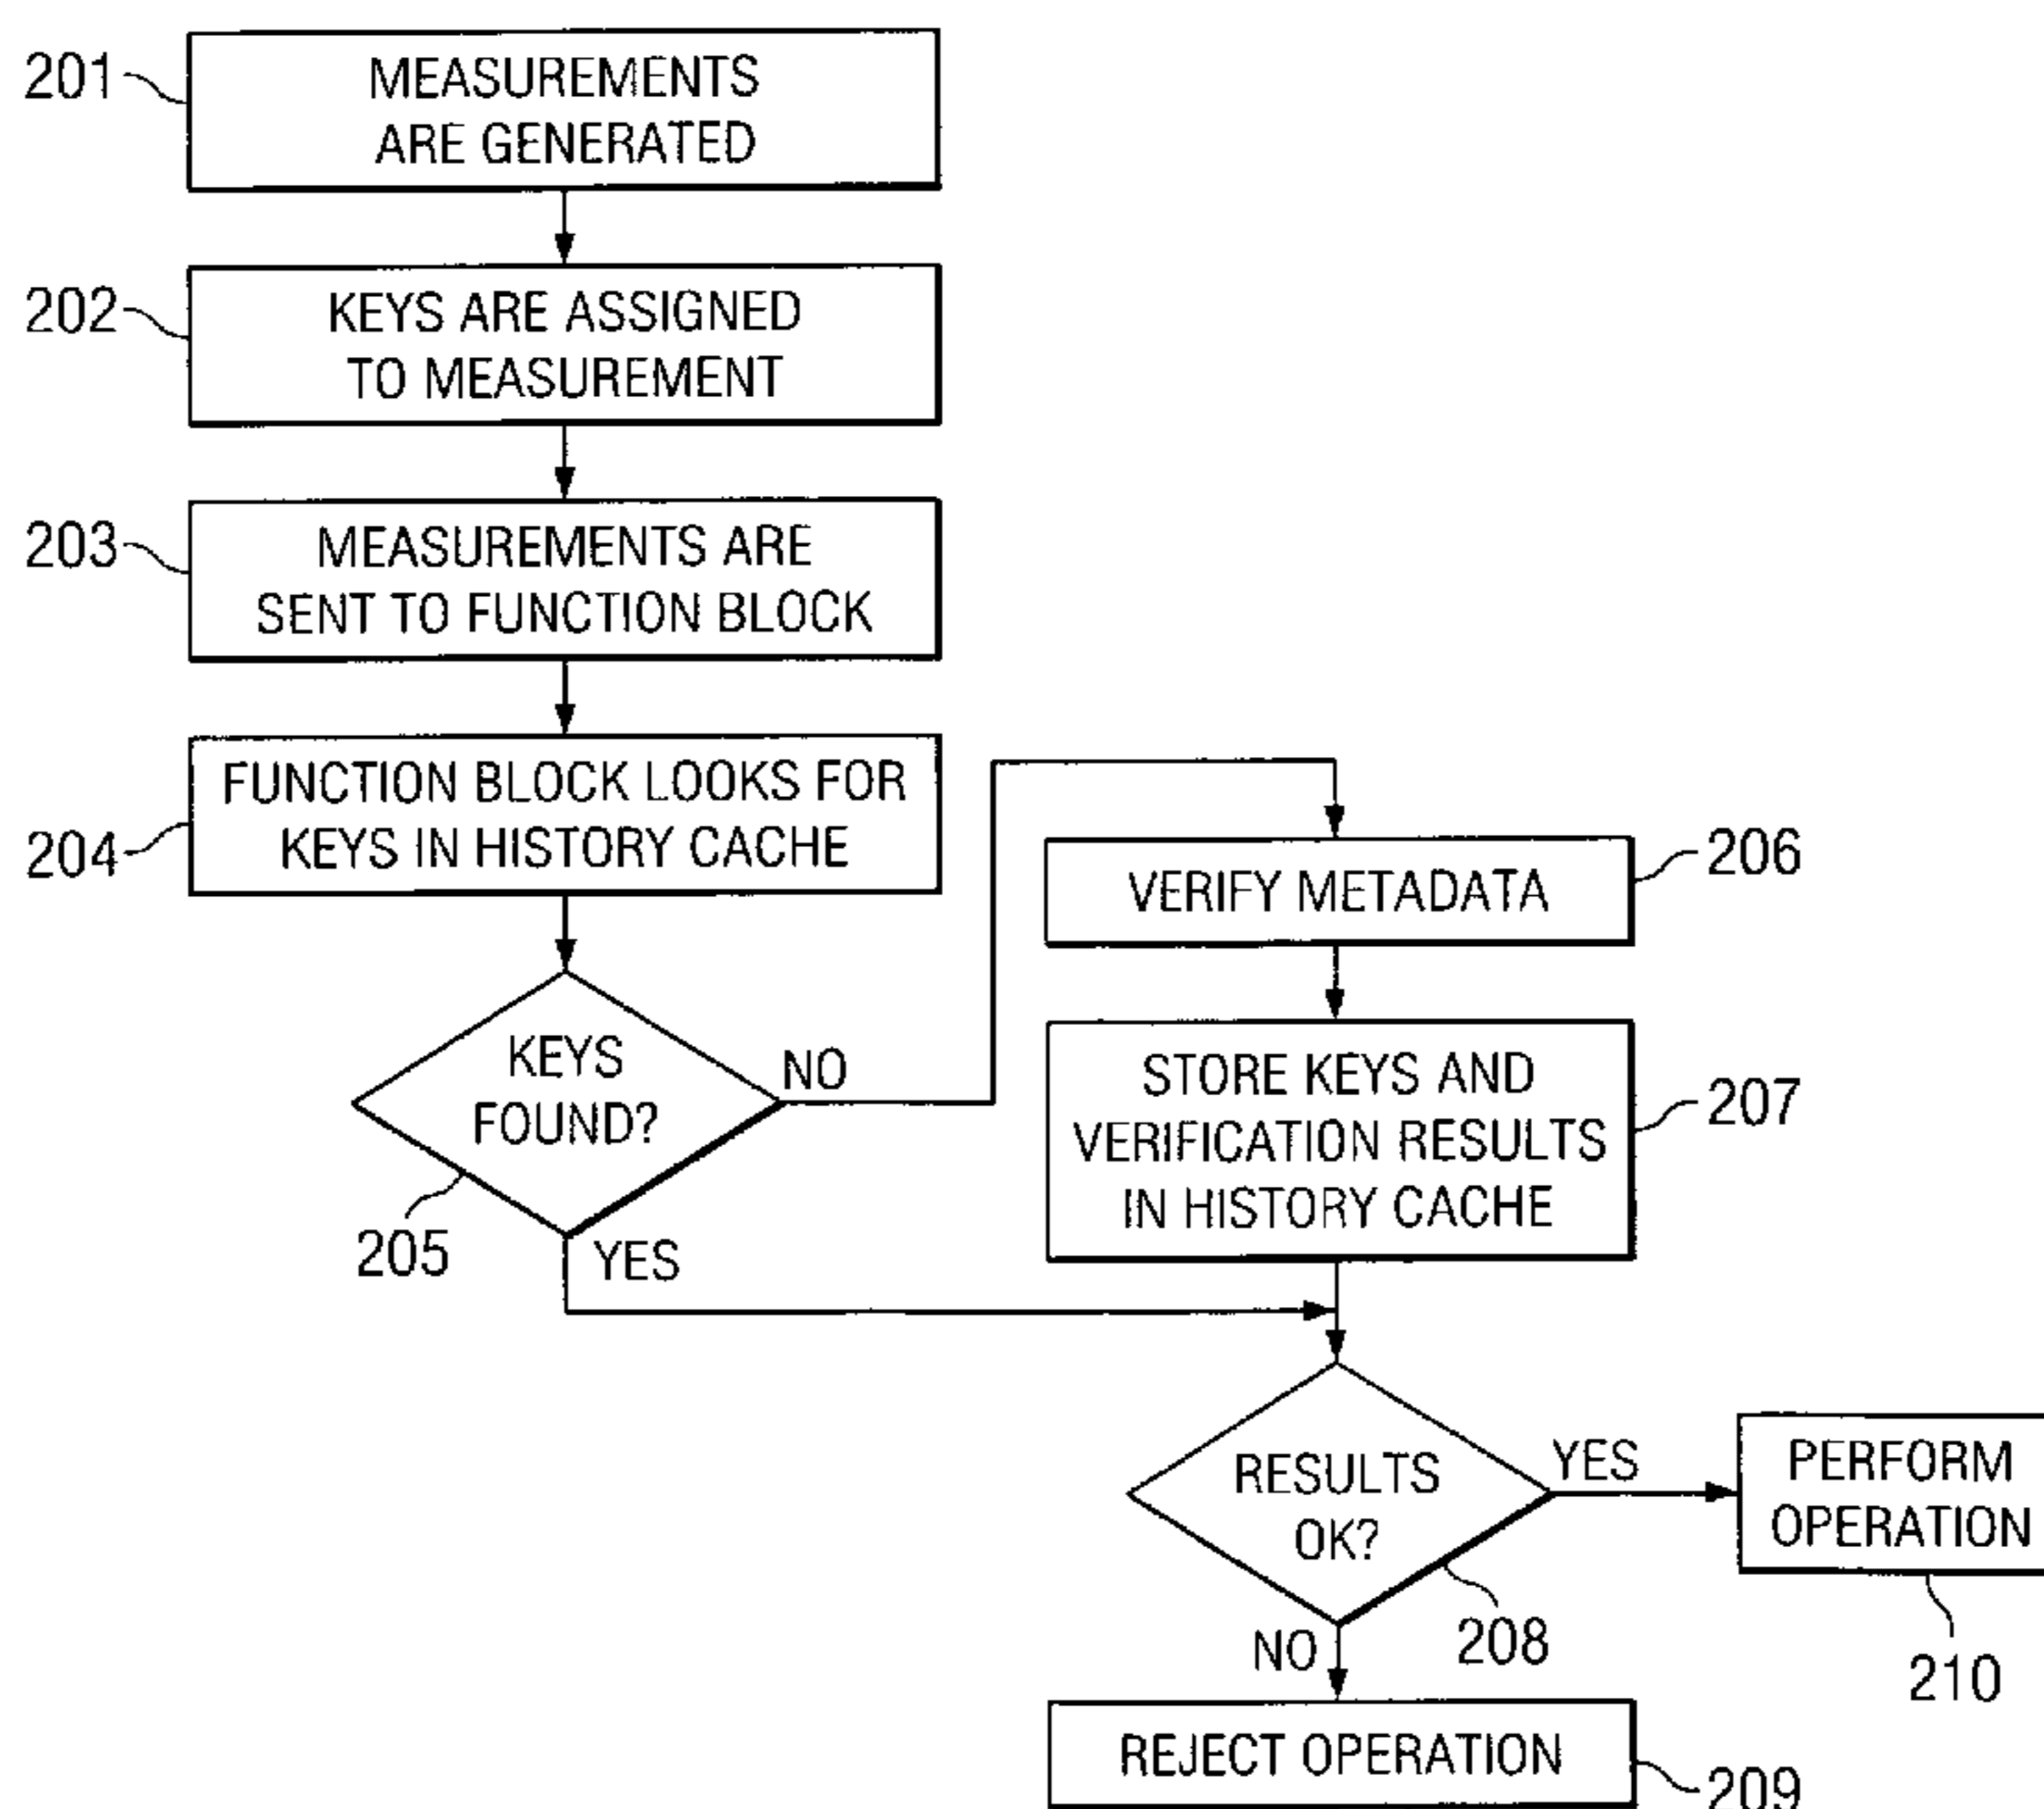 201
MEASUREMENTS
ARE GENERATED
202
KEYS ARE ASSIGNED
TO MEASUREMENT
203
MEASUREMENTS ARE
SENT TO FUNCTION BLOCK
204
FUNCTION BLOCK LOOKS FOR
KEYS IN HISTORY CACHE
KEYS
FOUND?
205
NO
YES
VERIFY METADATA
206
STORE KEYS AND
VERIFICATION RESULTS
IN HISTORY CACHE
207
RESULTS
OK?
208
YES
PERFORM
OPERATION
210
NO
REJECT OPERATION
209